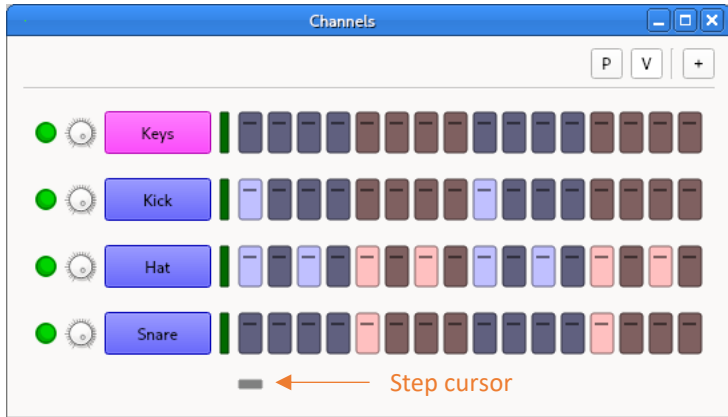 Channels
P V +
Keys
Kick
Hat
Snare
Step cursor